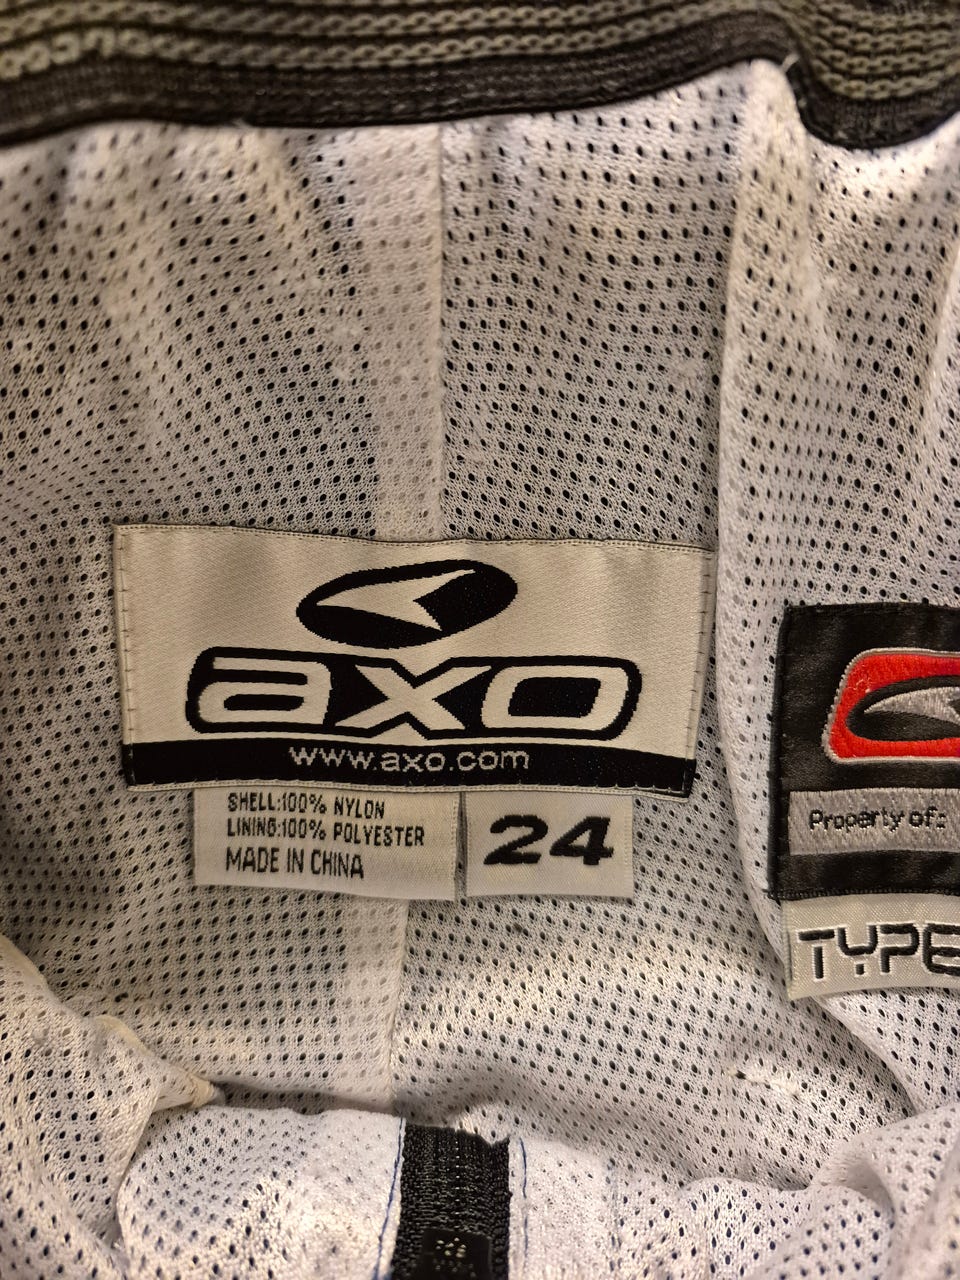 axo
www.axo.com
SHELL:100% NYLON
LINING:100% POLYESTER
MADE IN CHINA
24
Property of:
TYPE